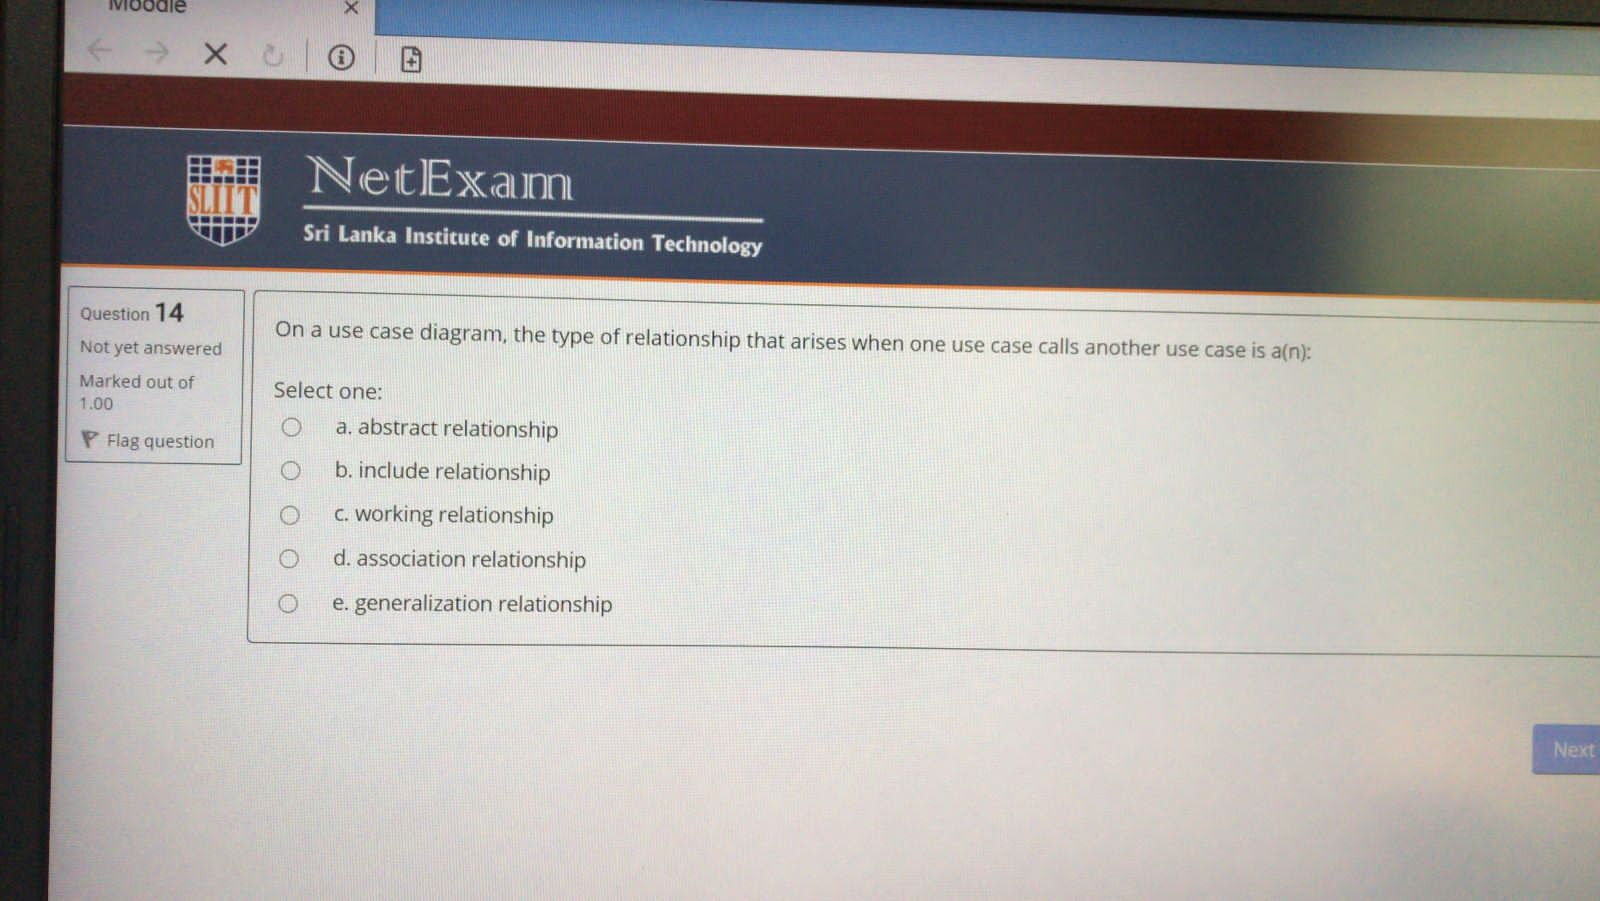 Moodle
SLIIT
NetExam
Sri Lanka Institute of Information Technology
Question 14
Not yet answered
Marked out of
1.00
Flag question
On a use case diagram, the type of relationship that arises when one use case calls another use case is a(n):
Select one:
a. abstract relationship
b. include relationship
c. working relationship
d. association relationship
e. generalization relationship
Next